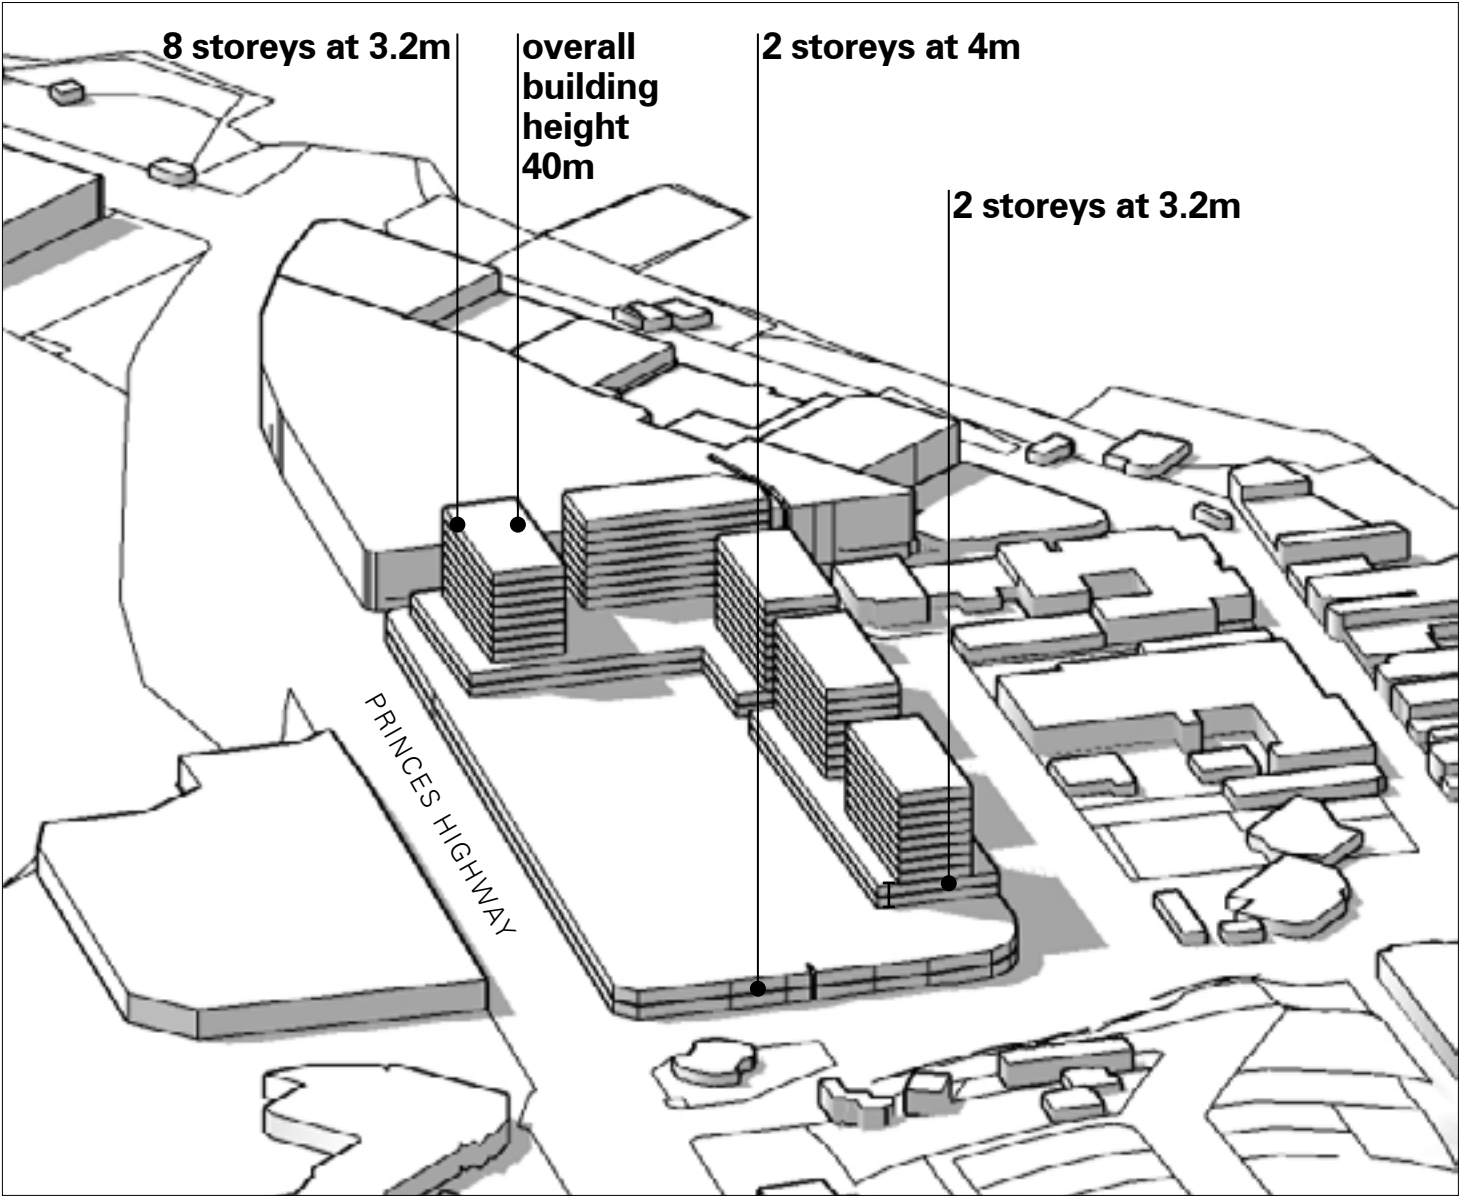 8 storeys at 3.2m
overall
building
height
40m
2 storeys at 4m
2 storeys at 3.2m
PRINCES HIGHWAY